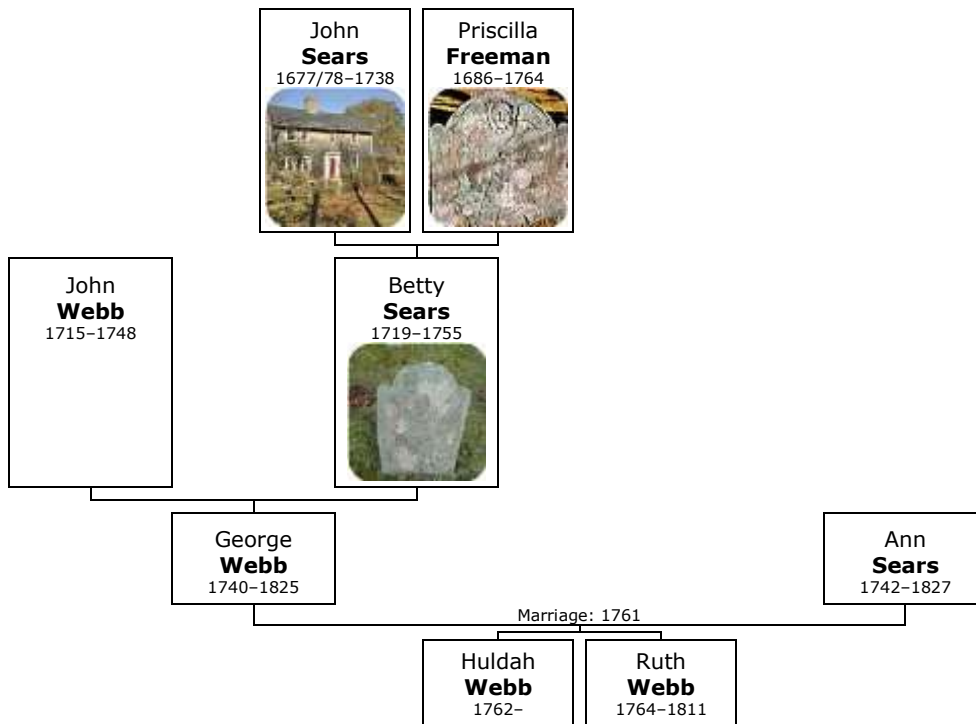 John
Sears
1677/78–1738
Priscilla
Freeman
1686–1764
John
Webb
1715–1748
Betty
Sears
1719–1755
George
Webb
1740–1825
Ann
Sears
1742–1827
Marriage: 1761
Huldah
Webb
1762–
Ruth
Webb
1764–1811